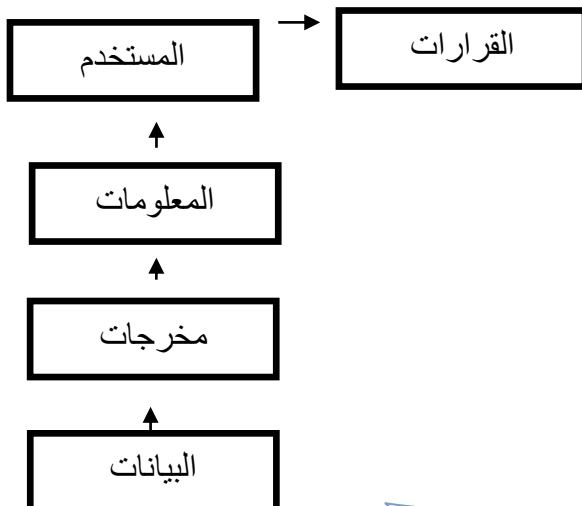 القرارات
المستخدم
المعلومات
مخرجات
البيانات